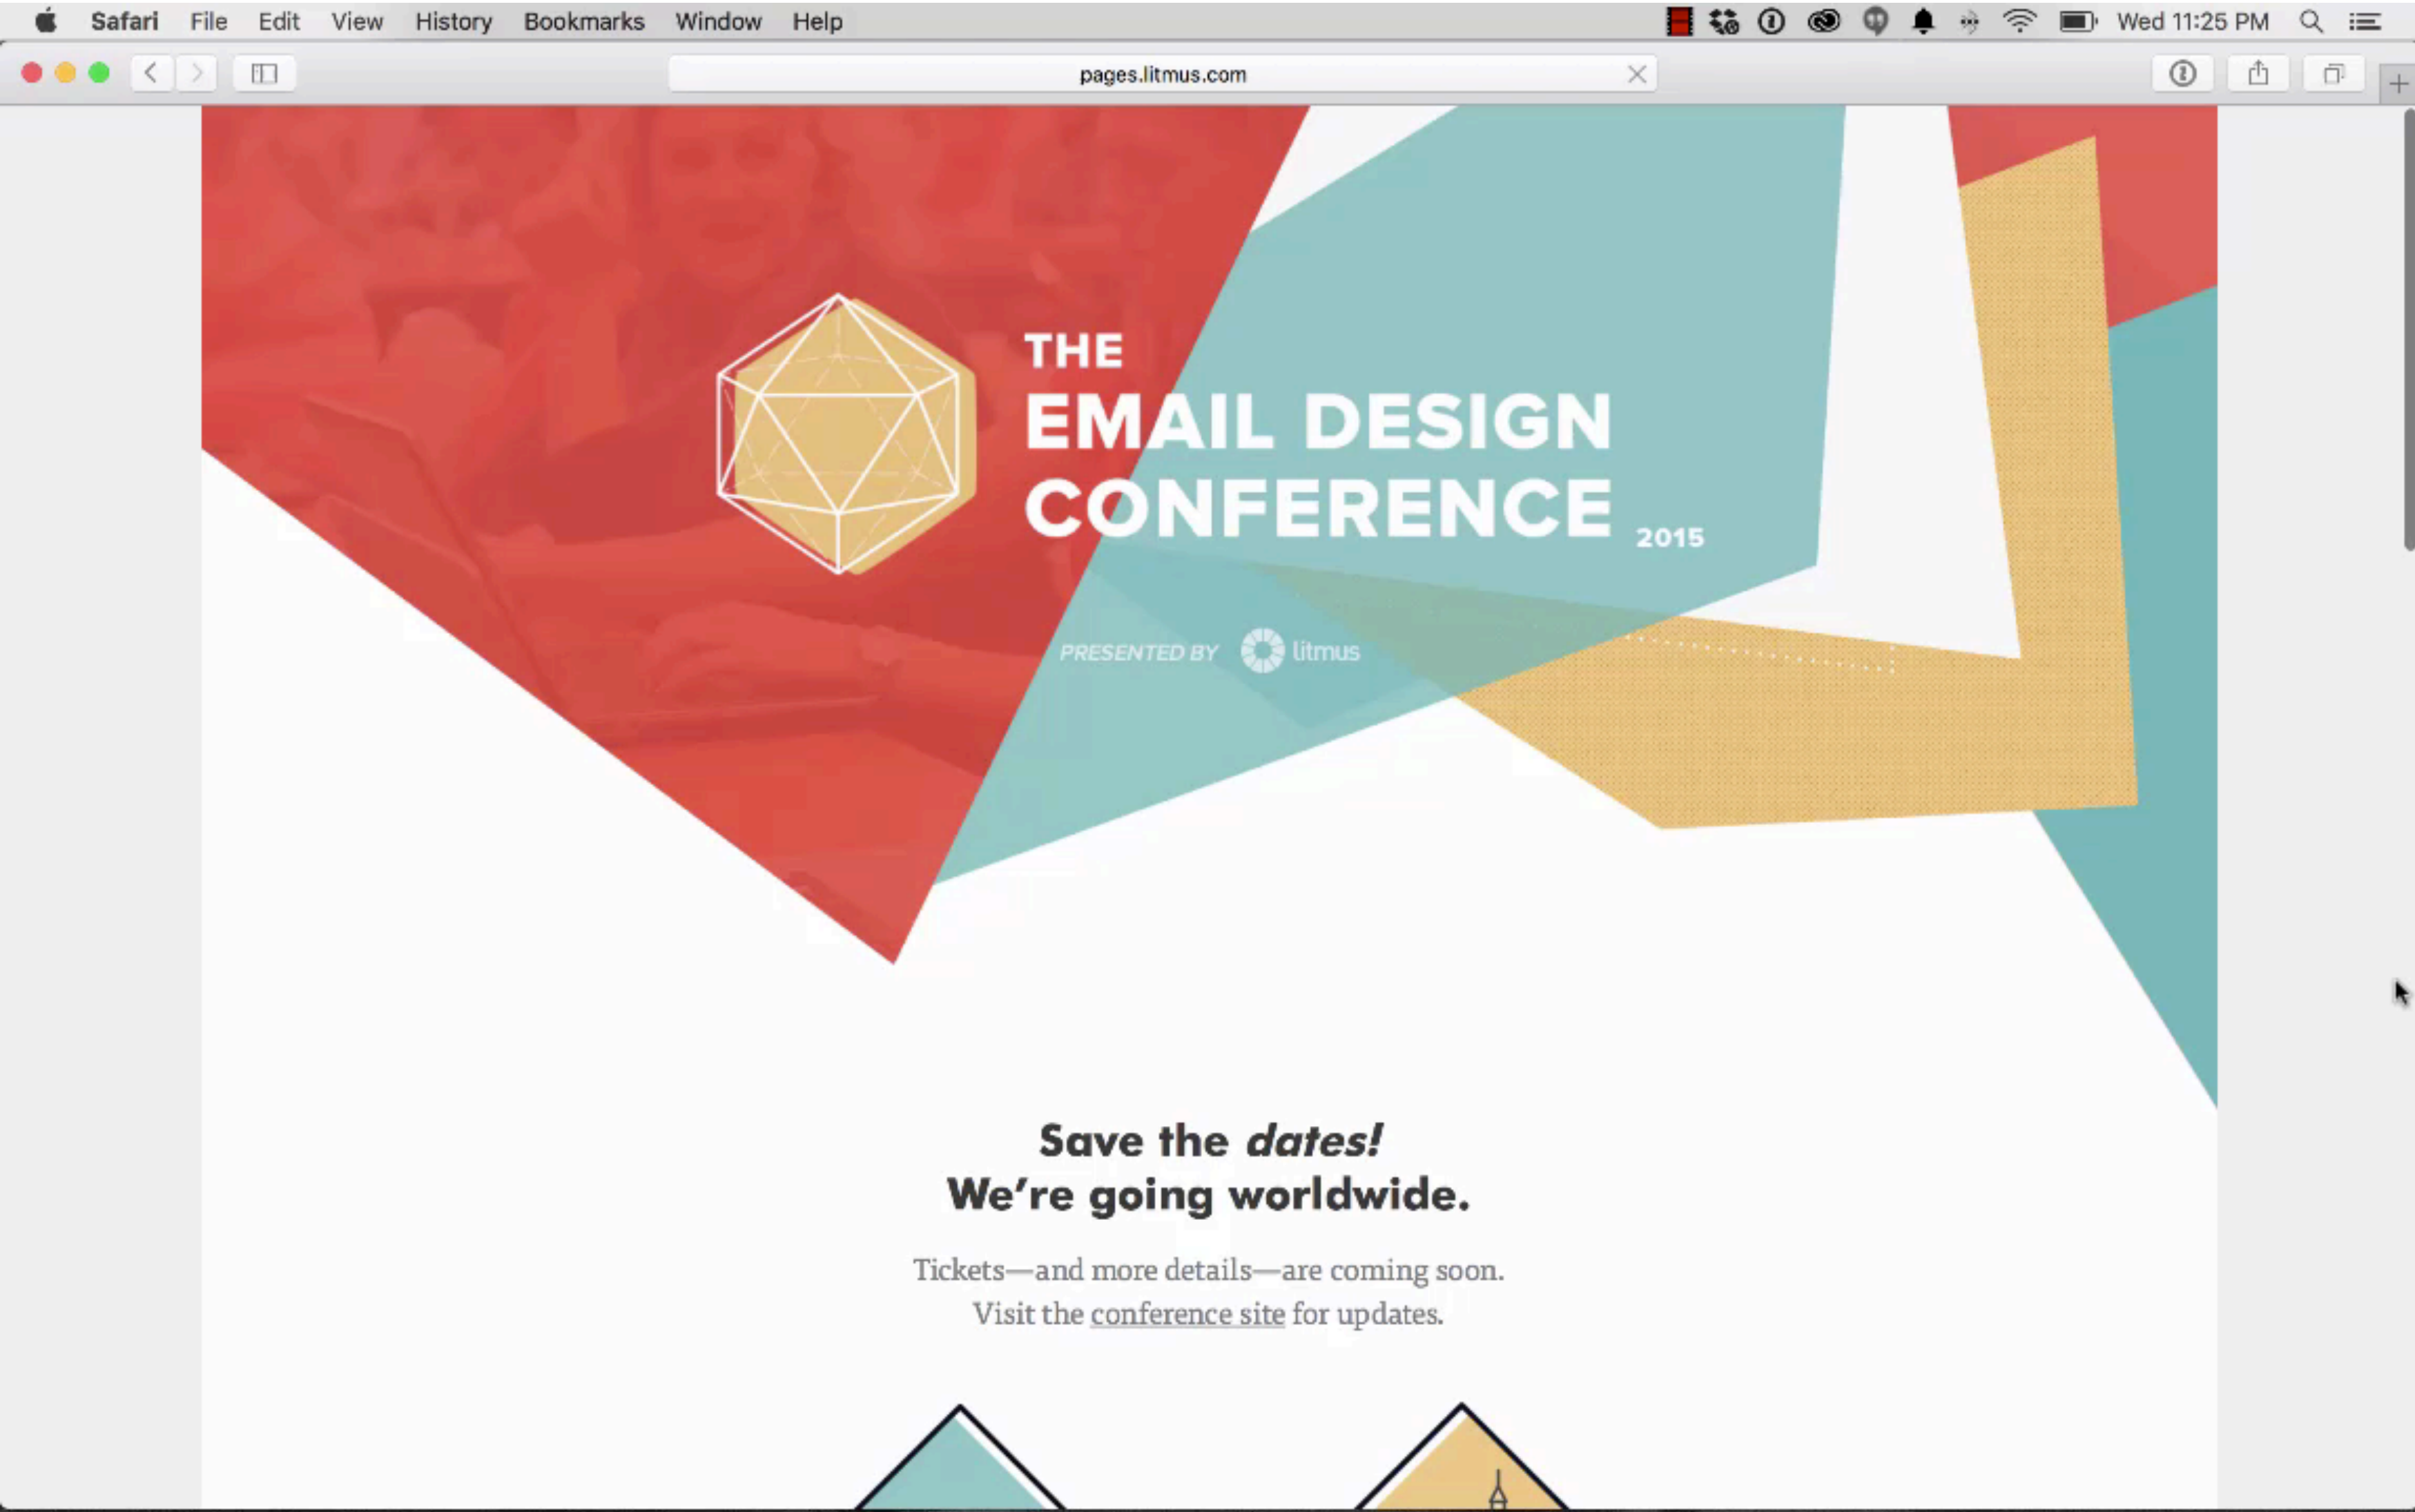 Safari File Edit View History Bookmarks Window Help Wed 11:25 PM
pages.litmus.com
THE
EMAIL DESIGN
CONFERENCE 2015
PRESENTED BY litmus
Save the dates!
We're going worldwide.
Tickets—and more details—are coming soon.
Visit the conference site for updates.